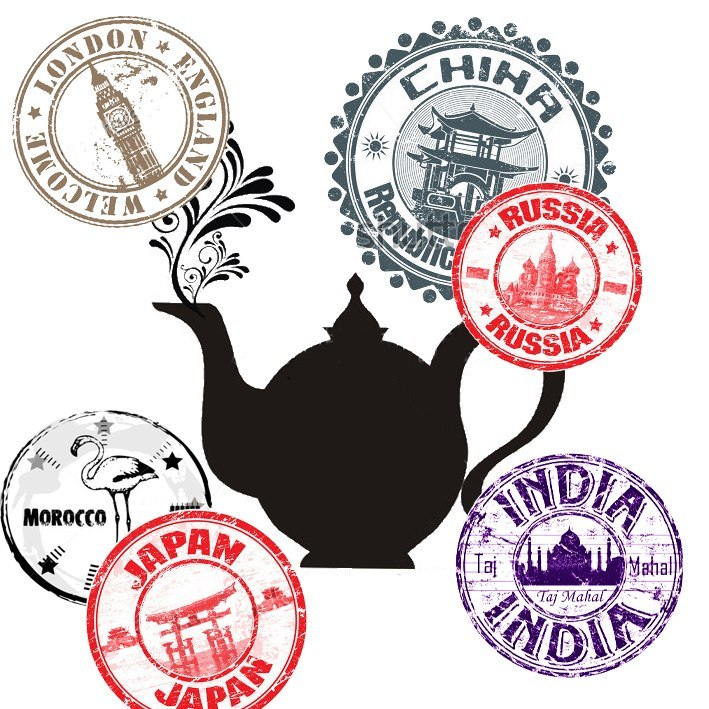 LONDON ENGLAND
WELCOME
CHINA
Republic
RUSSIA
RUSSIA
MOROCCO
JAPAN
JAPAN
INDIA
Taj Mahal
Taj Mahal
INDIA